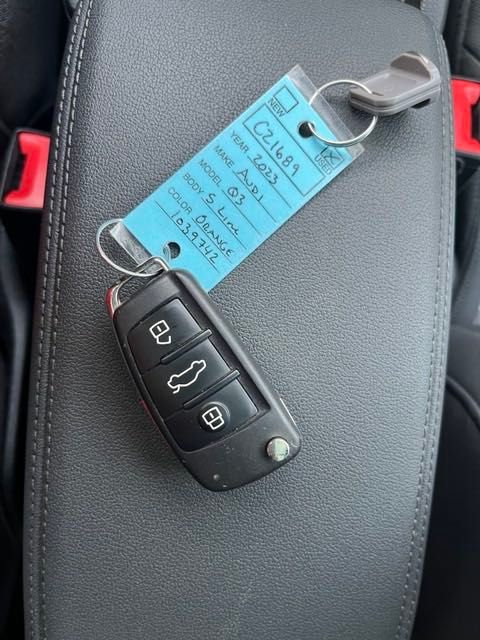 NEW
USED
C21689
YEAR 2023
MAKE AUDI
MODEL Q3
BODY S Line
COLOR ORANGE
1039742